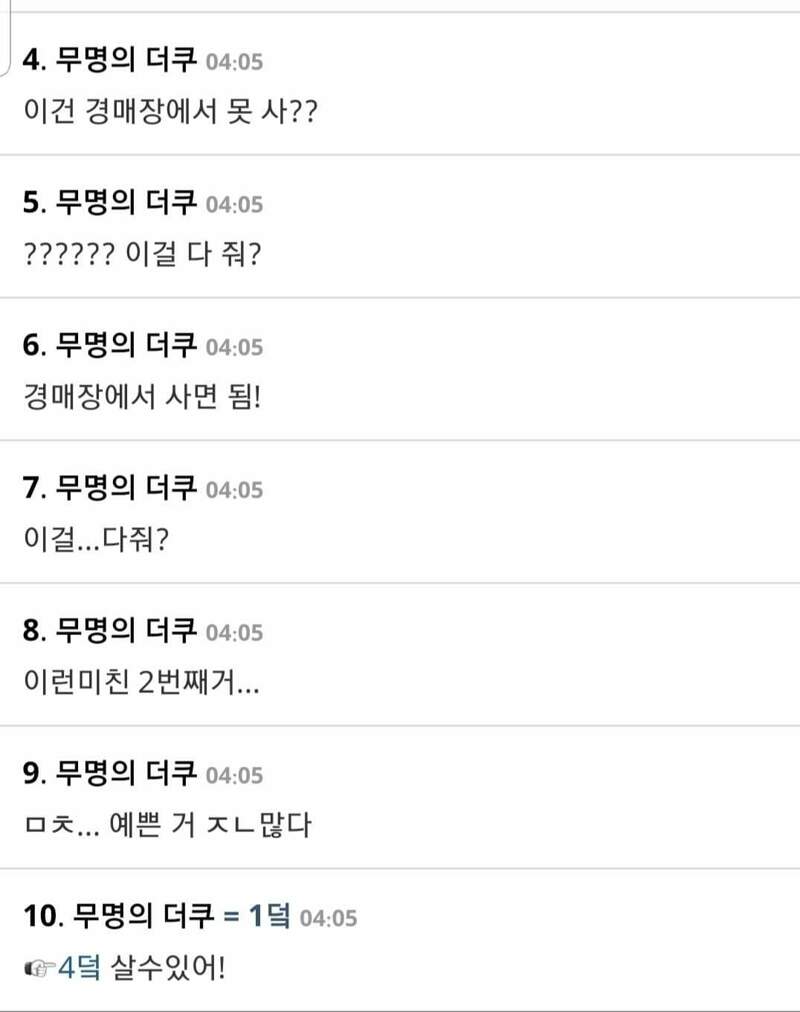 4. 무명의 더쿠 04:05
이건 경매장에서 못 사??
5. 무명의 더쿠 04:05
?????? 이걸 다 줘?
6. 무명의 더쿠 04:05
경매장에서 사면 됨!
7. 무명의 더쿠 04:05
이걸...다줘?
8. 무명의 더쿠 04:05
이런미친 2번째거...
9. 무명의 더쿠 04:05
ㅁㅊ... 예쁜 거 ㅈㄴ많다
10. 무명의 더쿠 = 1덬 04:05
☞4덬 살수있어!